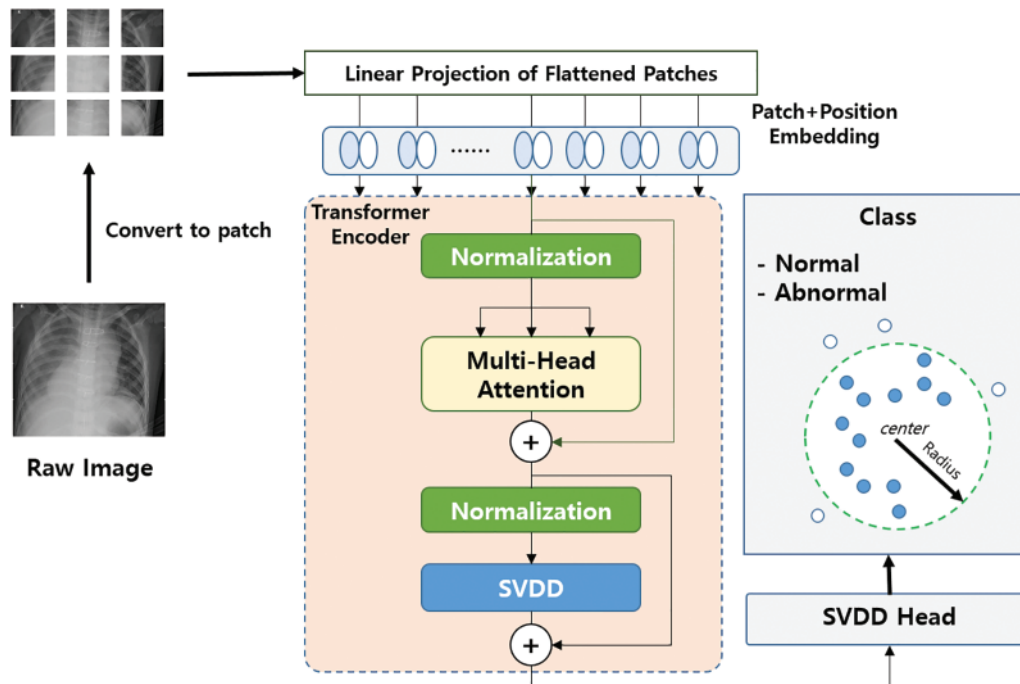 Linear Projection of Flattened Patches
Patch+Position
Embedding
......
Convert to patch
Raw Image
Transformer
Encoder
Normalization
Multi-Head
Attention
+
Normalization
SVDD
+
Class
- Normal
- Abnormal
center
Radius
SVDD Head